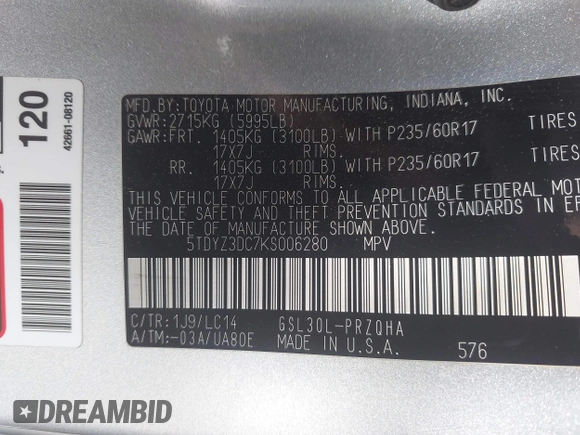 MFD.BY:TOYOTA MOTOR MANUFACTURING, INDIANA, INC.
GVWR:2715KG (5995LB)
GAWR:FRT. 1405KG (3100LB) WITH P235/60R17 TIRES
17X7J RIMS.
RR. 1405KG (3100LB) WITH P235/60R17 TIRES
17X7J RIMS.
THIS VEHICLE CONFORMS TO ALL APPLICABLE FEDERAL MOT
VEHICLE SAFETY AND THEFT PREVENTION STANDARDS IN EF
THE DATE OF MANUFACTURE SHOWN ABOVE.
5TDYZ3DC7KS006280 MPV
C/TR:1J9/LC14 GSL30L-PRZQHA
A/TM:-03A/UA80E MADE IN U.S.A. 576
120
42661-08120
DREAMBID